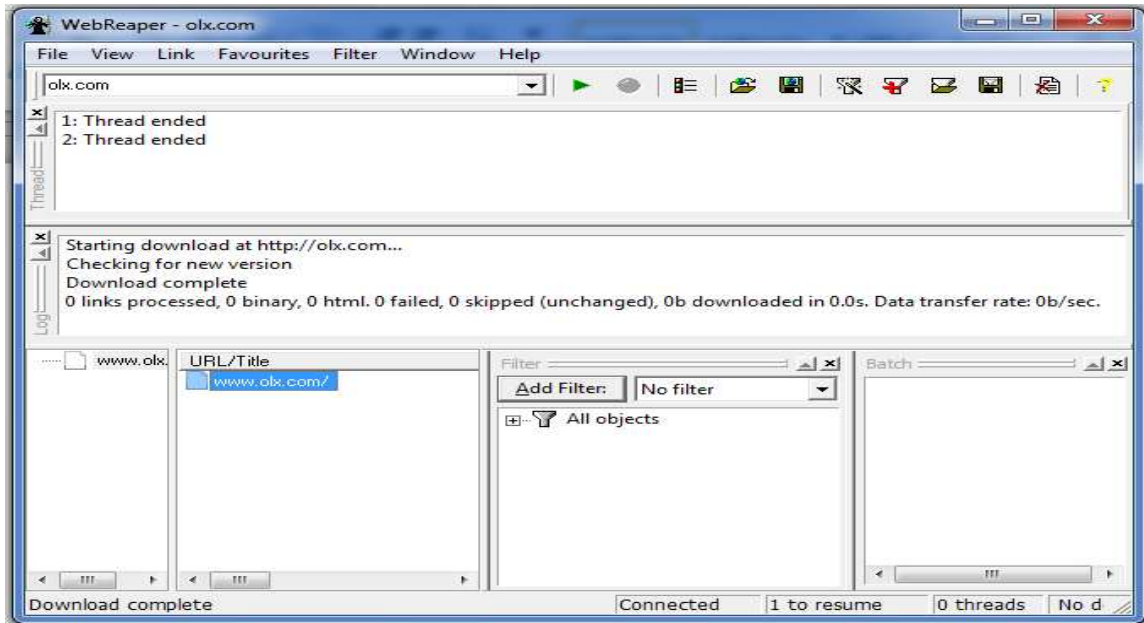 WebReaper - olx.com
File View Link Favourites Filter Window Help
olx.com
1: Thread ended
2: Thread ended
Thread
Starting download at http://olx.com...
Checking for new version
Download complete
0 links processed, 0 binary, 0 html. 0 failed, 0 skipped (unchanged), 0b downloaded in 0.0s. Data transfer rate: 0b/sec.
Log
www.olx.
URL/Title
www.olx.com/
Filter
Add Filter: No filter
All objects
Batch
Download complete Connected 1 to resume 0 threads No d